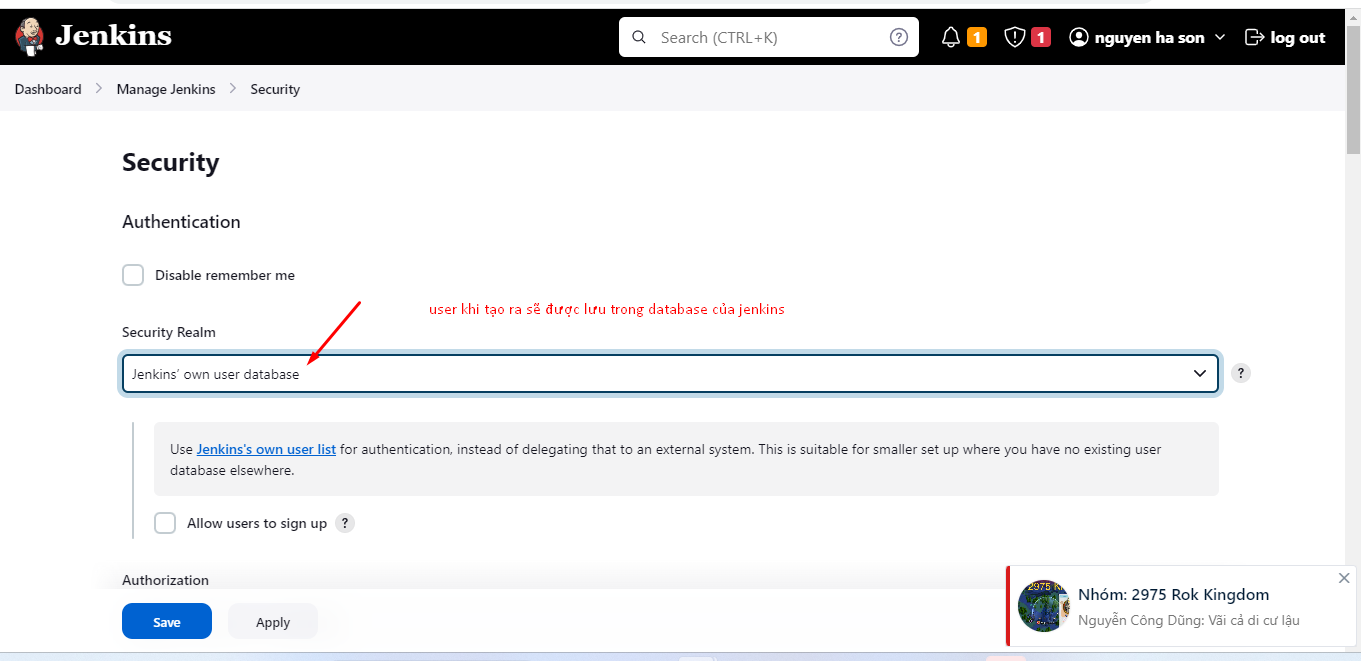 Jenkins
Search (CTRL+K)
?
1
1
nguyen ha son
log out
Dashboard
Manage Jenkins
Security
Security
Authentication
Disable remember me
user khi tạo ra sẽ được lưu trong database của jenkins
Security Realm
Jenkins’ own user database
?
Use Jenkins's own user list for authentication, instead of delegating that to an external system. This is suitable for smaller set up where you have no existing user
database elsewhere.
Allow users to sign up ?
Authorization
Save
Apply
2975 K
Nhóm: 2975 Rok Kingdom
Nguyễn Công Dũng: Vãi cả di cư lậu